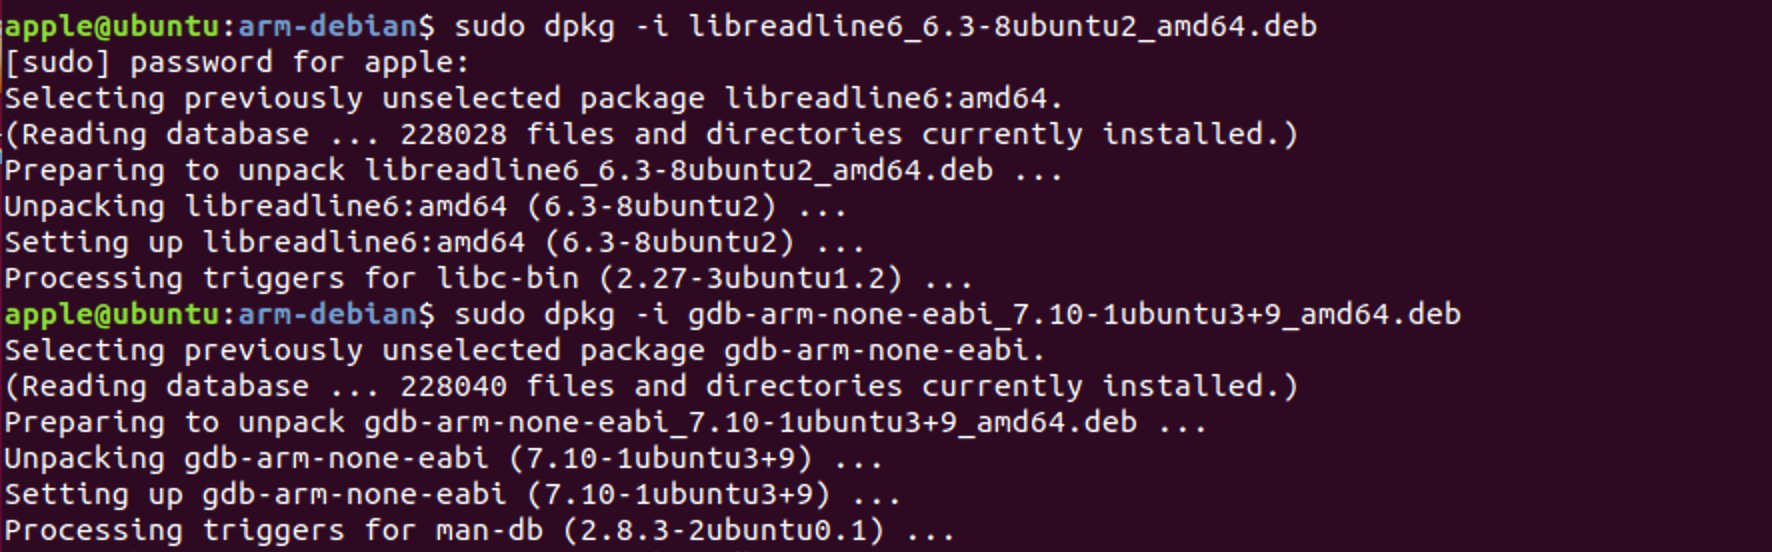 apple@ubuntu:arm-debian$ sudo dpkg -i libreadline6_6.3-8ubuntu2_amd64.deb
[sudo] password for apple:
Selecting previously unselected package libreadline6:amd64.
(Reading database ... 228028 files and directories currently installed.)
Preparing to unpack libreadline6_6.3-8ubuntu2_amd64.deb ...
Unpacking libreadline6:amd64 (6.3-8ubuntu2) ...
Setting up libreadline6:amd64 (6.3-8ubuntu2) ...
Processing triggers for libc-bin (2.27-3ubuntu1.2) ...
apple@ubuntu:arm-debian$ sudo dpkg -i gdb-arm-none-eabi_7.10-1ubuntu3+9_amd64.deb
Selecting previously unselected package gdb-arm-none-eabi.
(Reading database ... 228040 files and directories currently installed.)
Preparing to unpack gdb-arm-none-eabi_7.10-1ubuntu3+9_amd64.deb ...
Unpacking gdb-arm-none-eabi (7.10-1ubuntu3+9) ...
Setting up gdb-arm-none-eabi (7.10-1ubuntu3+9) ...
Processing triggers for man-db (2.8.3-2ubuntu0.1) ...